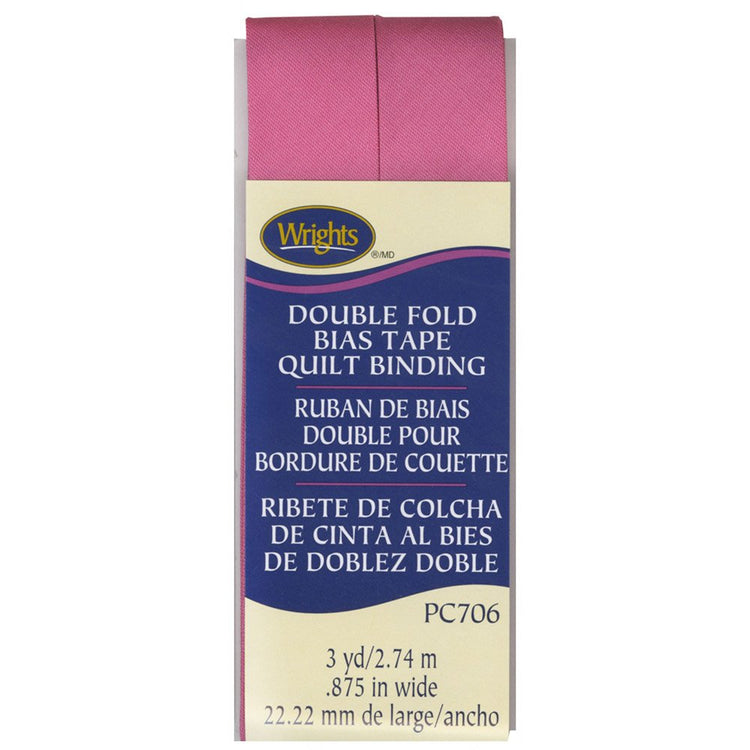 Wrights
®/MD
DOUBLE FOLD
BIAS TAPE
QUILT BINDING
RUBAN DE BIAIS
DOUBLE POUR
BORDURE DE COUETTE
RIBETE DE COLCHA
DE CINTA AL BIES
DE DOBLEZ DOBLE
PC706
3 yd/2.74 m
.875 in wide
22.22 mm de large/ancho